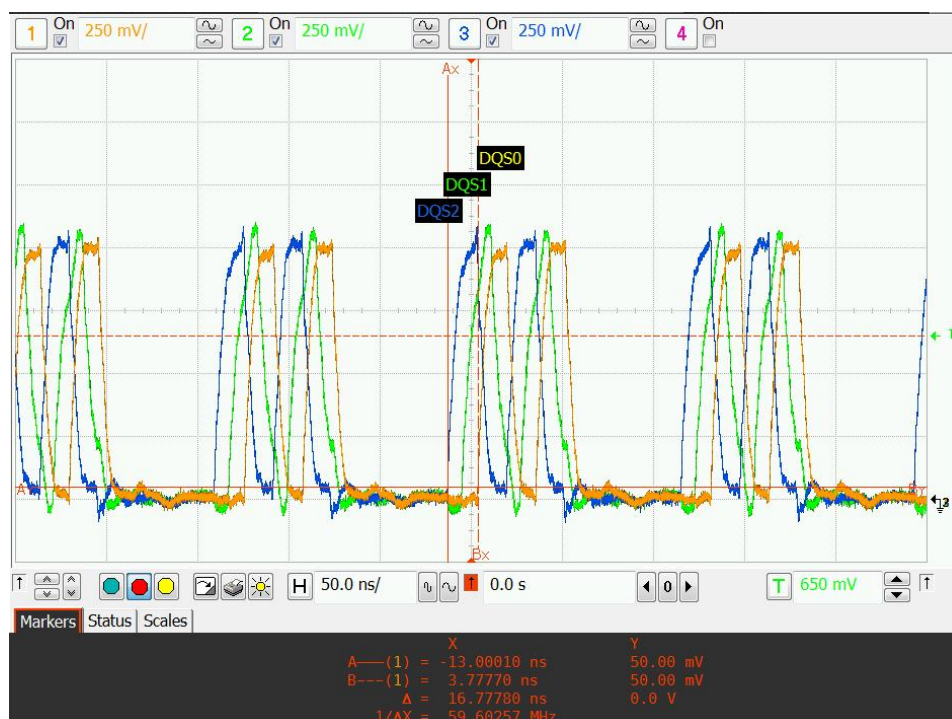 1 On 250 mV/ 2 On 250 mV/ 3 On 250 mV/ 4 On
Ax
DQS0
DQS1
DQS2
Bx
H 50.0 ns/ 0.0 s 0 T 650 mV
Markers Status Scales
X Y
A───(1) = -13.00010 ns 50.00 mV
B---(1) = 3.77770 ns 50.00 mV
Δ = 16.77780 ns 0.0 V
1/ΔX = 59.60257 MHz